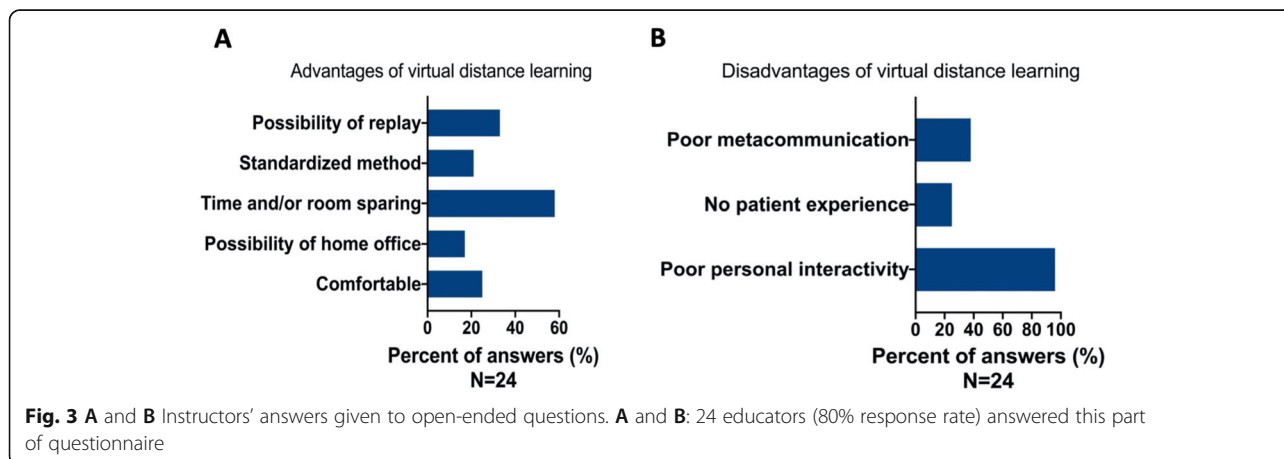 A
Advantages of virtual distance learning
Possibility of replay
Standardized method
Time and/or room sparing
Possibility of home office
Comfortable
0 20 40 60
Percent of answers (%)
N=24
B
Disadvantages of virtual distance learning
Poor metacommunication
No patient experience
Poor personal interactivity
0 20 40 60 80 100
Percent of answers (%)
N=24
Fig. 3 A and B Instructors’ answers given to open-ended questions. A and B: 24 educators (80% response rate) answered this part
of questionnaire